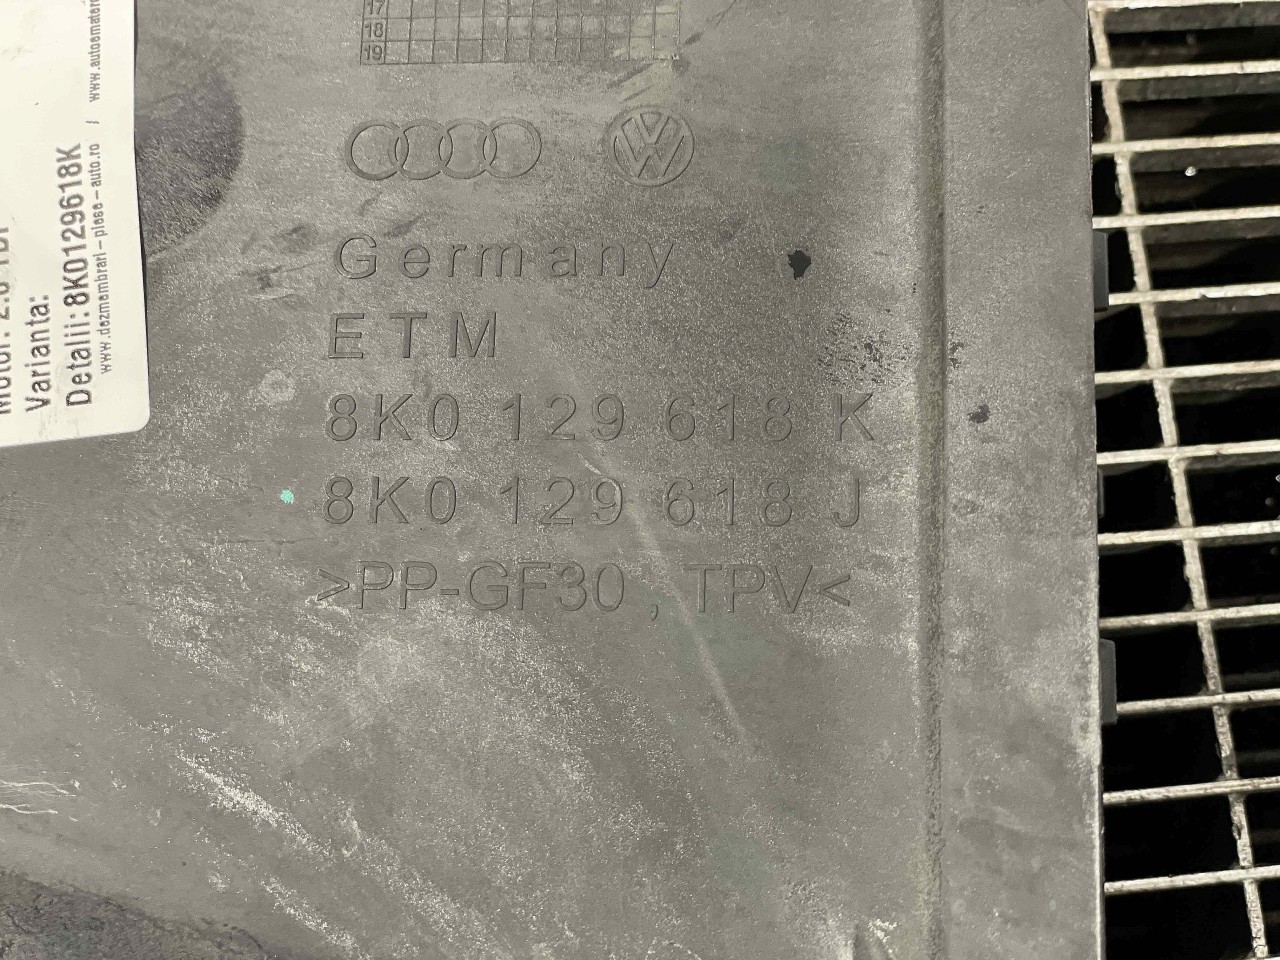 17
18
19
Germany
ETM
8K0 129 618 K
8K0 129 618 J
>PP-GF30 , TPV<
Varianta:
Detalii:8K0129618K
www.dezmembrari-piese-auto.ro /